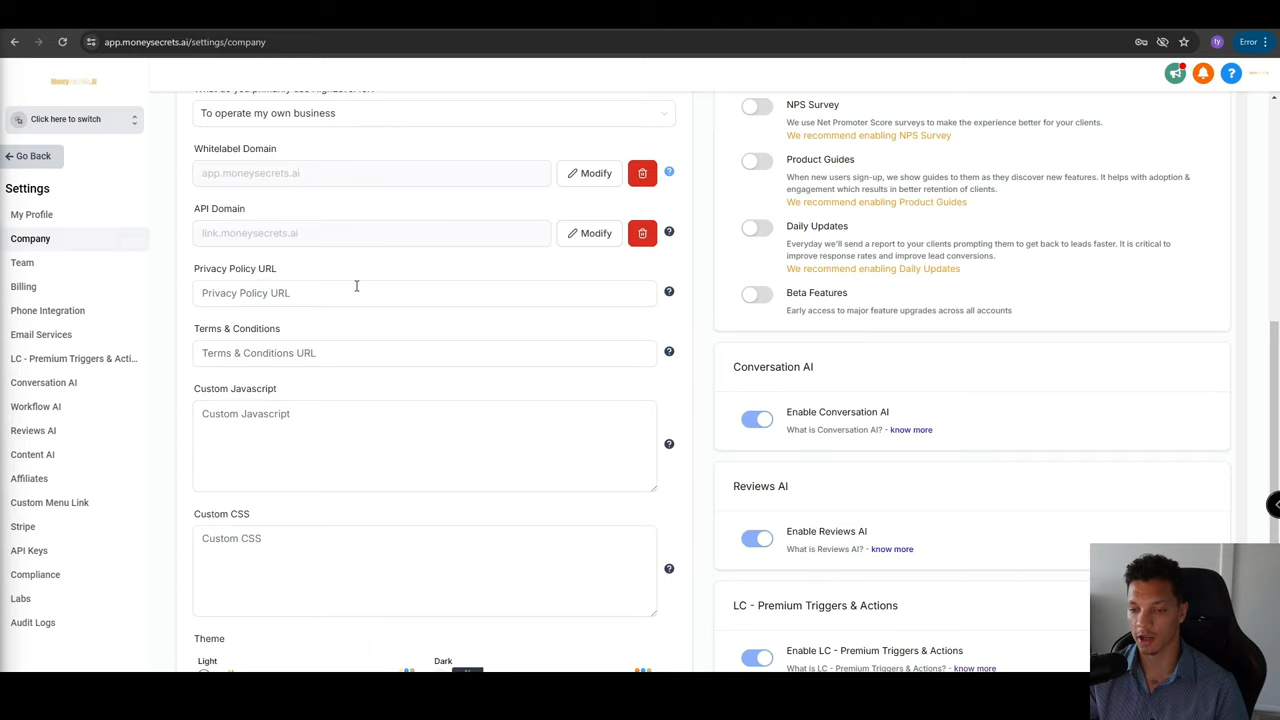 app.moneysecrets.ai/settings/company
ty
Error
Click here to switch
Go Back
Settings
My Profile
Company
Team
Billing
Phone Integration
Email Services
LC - Premium Triggers & Acti...
Conversation AI
Workflow AI
Reviews AI
Content AI
Affiliates
Custom Menu Link
Stripe
API Keys
Compliance
Labs
Audit Logs
To operate my own business
Whitelabel Domain
app.moneysecrets.ai
Modify
API Domain
link.moneysecrets.ai
Modify
Privacy Policy URL
Privacy Policy URL
Terms & Conditions
Terms & Conditions URL
Custom Javascript
Custom Javascript
Custom CSS
Custom CSS
Theme
Light
Dark
NPS Survey
We use Net Promoter Score surveys to make the experience better for your clients.
We recommend enabling NPS Survey
Product Guides
When new users sign-up, we show guides to them as they discover new features. It helps with adoption &
engagement which results in better retention of clients.
We recommend enabling Product Guides
Daily Updates
Everyday we'll send a report to your clients prompting them to get back to leads faster. It is critical to
improve response rates and improve lead conversions.
We recommend enabling Daily Updates
Beta Features
Early access to major feature upgrades across all accounts
Conversation AI
Enable Conversation AI
What is Conversation AI? - know more
Reviews AI
Enable Reviews AI
What is Reviews AI? - know more
LC - Premium Triggers & Actions
Enable LC - Premium Triggers & Actions
What is LC - Premium Triggers & Actions? - know more